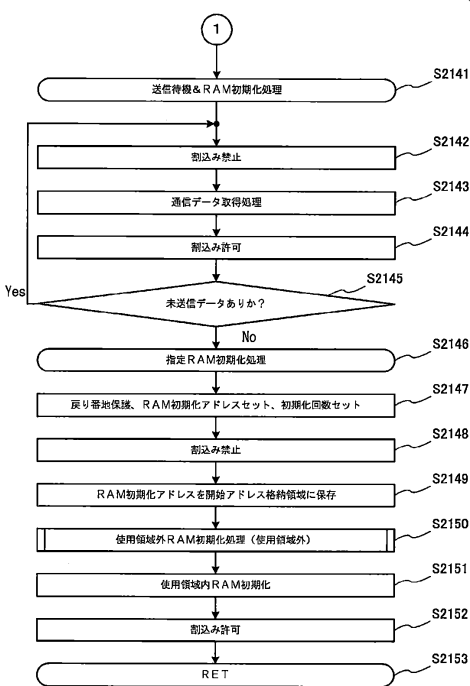 1
送信待機&RAM初期化処理
S2141
割込み禁止
S2142
通信データ取得処理
S2143
割込み許可
S2144
未送信データありか?
S2145
Yes
No
指定RAM初期化処理
S2146
戻り番地保護、RAM初期化アドレスセット、初期化回数セット
S2147
割込み禁止
S2148
RAM初期化アドレスを開始アドレス格納領域に保存
S2149
使用領域外RAM初期化処理(使用領域外)
S2150
使用領域内RAM初期化
S2151
割込み許可
S2152
RET
S2153